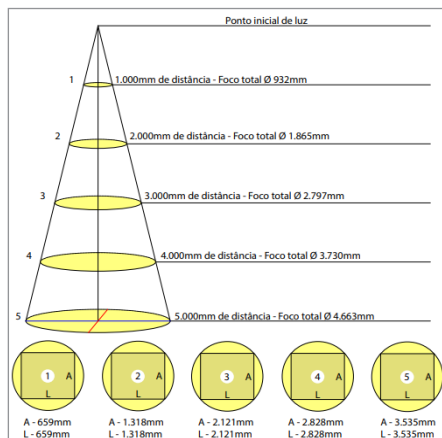 Ponto inicial de luz
1
1.000mm de distância - Foco total Ø 932mm
2
2.000mm de distância - Foco total Ø 1.865mm
3
3.000mm de distância - Foco total Ø 2.797mm
4
4.000mm de distância - Foco total Ø 3.730mm
5
5.000mm de distância - Foco total Ø 4.663mm
1 A L
2 A L
3 A L
4 A L
5 A L
A - 659mm
L - 659mm
A - 1.318mm
L - 1.318mm
A - 2.121mm
L - 2.121mm
A - 2.828mm
L - 2.828mm
A - 3.535mm
L - 3.535mm